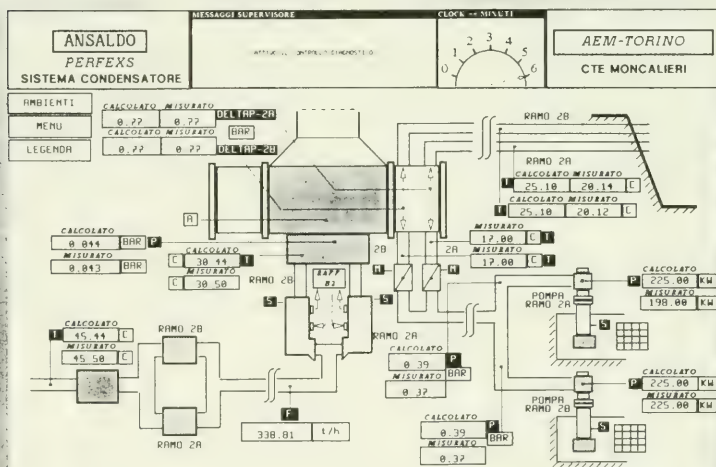 MESSAGGI SUPERVISORE
CLOCK -- MINUTI
ANSALDO
PERFEXS
SISTEMA CONDENSATORE
0 1 2 3 4 5 6
AEM-TORINO
CTE MONCALIERI
AMBIENTI
MENU
LEGENDA
CALCOLATO MISURATO
0.77 0.77 DELTAP-2A
BAR
CALCOLATO MISURATO
0.77 0.77 DELTAP-2B
RAMO 2B
RAMO 2A
CALCOLATO MISURATO
T 25.10 20.14 C
T 25.10 20.12 C
A
CALCOLATO
0.044 BAR P
MISURATO
0.043 BAR
CALCOLATO
C 30.44 T
MISURATO
C 30.50
RAMO 2B
2B
2A
MISURATO
17.00 C T
MISURATO
17.00 C T
M M
RAFF
S S
RAMO 2A
POMPA
RAMO 2A
CALCOLATO
P 225.00 KW
MISURATO
198.00 KW
S
CALCOLATO
T 45.44 C
MISURATO
45.50 C
RAMO 2B
RAMO 2A
F
338.81 t/h
CALCOLATO
0.39 P
BAR
MISURATO
0.37
CALCOLATO
0.39 P
BAR
MISURATO
0.37
POMPA
RAMO 2B
CALCOLATO
P 225.00 KW
MISURATO
225.00 KW
S